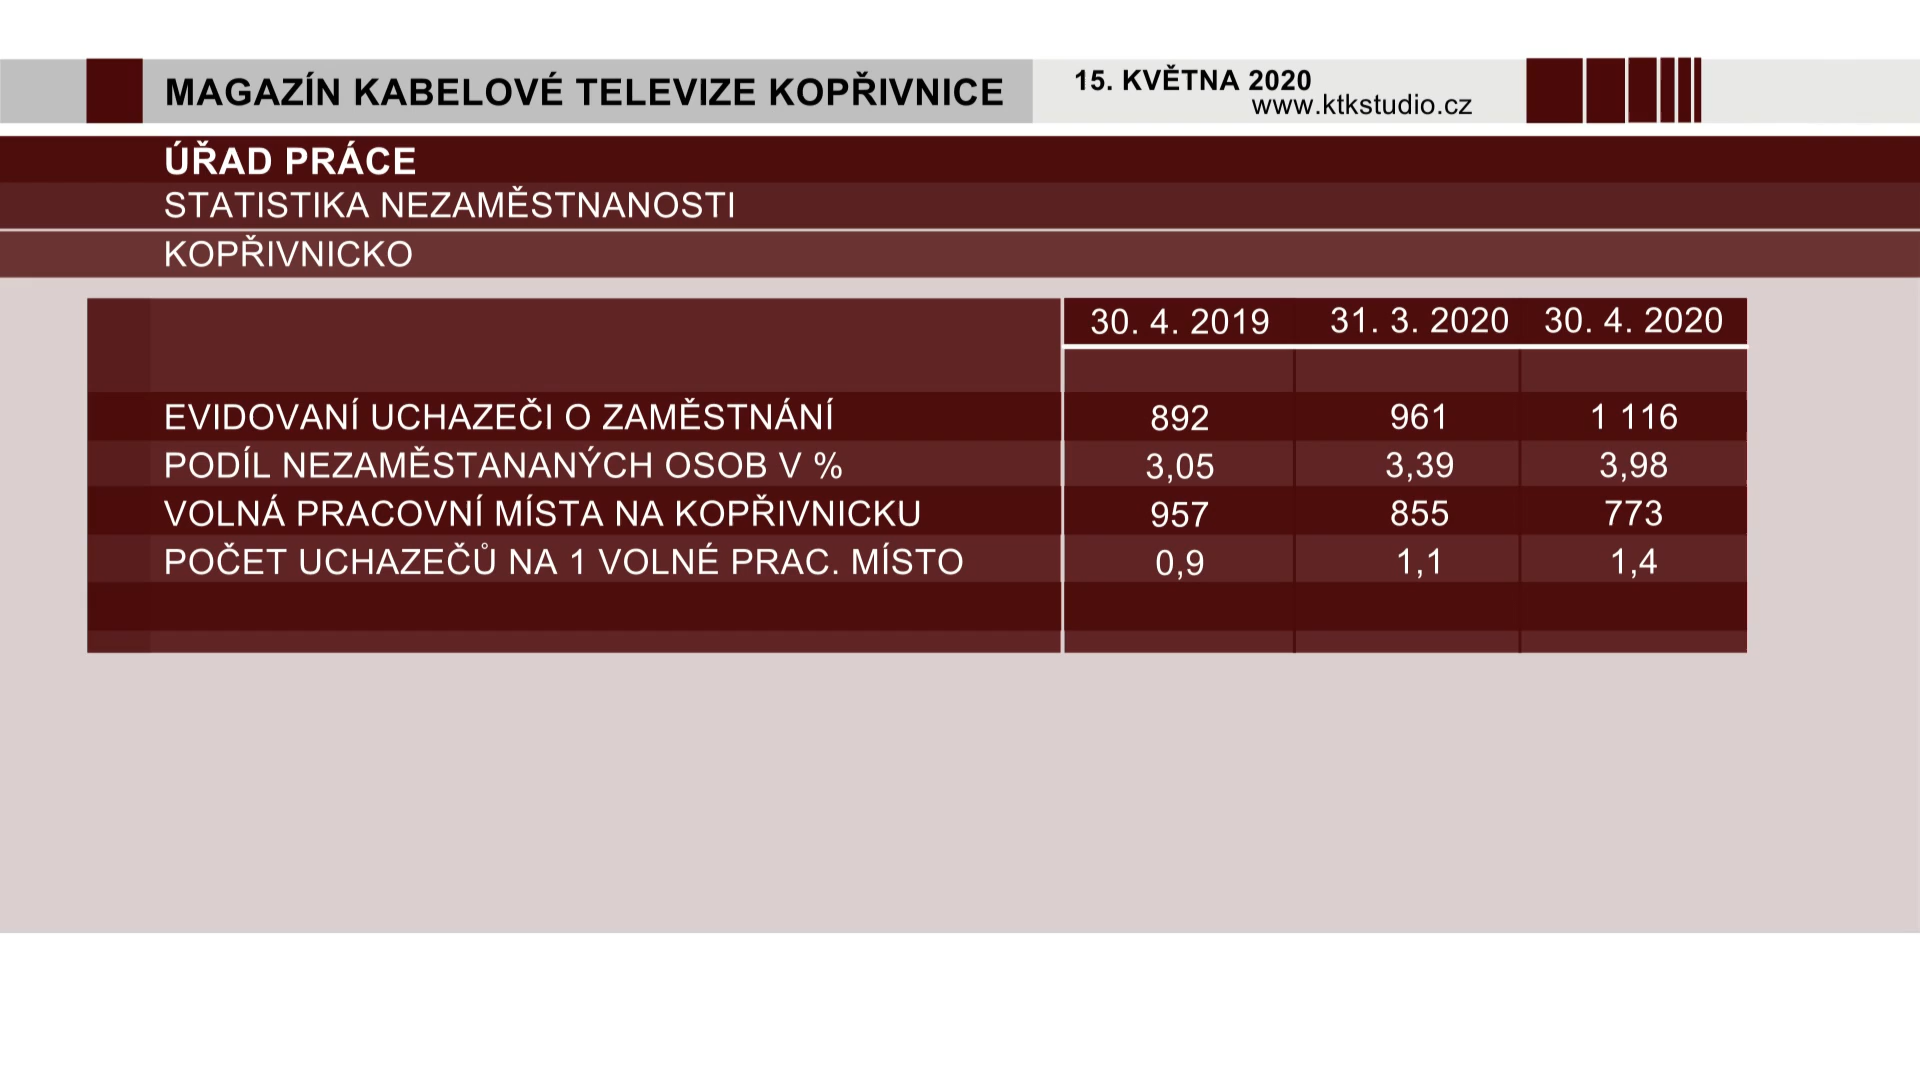 MAGAZÍN KABELOVÉ TELEVIZE KOPŘIVNICE
15. KVĚTNA 2020
www.ktkstudio.cz
ÚŘAD PRÁCE
STATISTIKA NEZAMĚSTNANOSTI
KOPŘIVNICKO
30. 4. 2019 31. 3. 2020 30. 4. 2020
EVIDOVANÍ UCHAZEČI O ZAMĚSTNÁNÍ 892 961 1 116
PODÍL NEZAMĚSTANANÝCH OSOB V % 3,05 3,39 3,98
VOLNÁ PRACOVNÍ MÍSTA NA KOPŘIVNICKU 957 855 773
POČET UCHAZEČŮ NA 1 VOLNÉ PRAC. MÍSTO 0,9 1,1 1,4